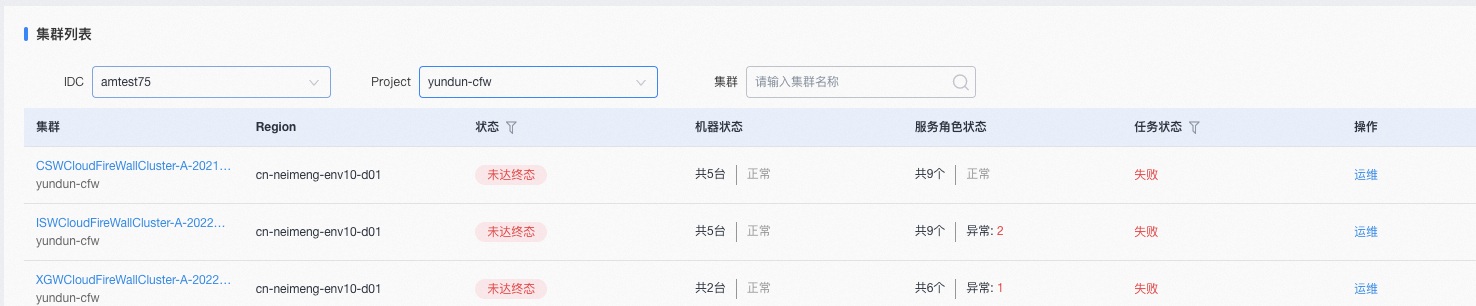 集群列表
IDC amtest75 Project yundun-cfw 集群 请输入集群名称
集群 Region 状态 机器状态 服务角色状态 任务状态 操作
CSWCloudFireWallCluster-A-2021...
yundun-cfw
cn-neimeng-env10-d01 未达终态 共5台 正常 共9个 正常 失败 运维
ISWCloudFireWallCluster-A-2022...
yundun-cfw
cn-neimeng-env10-d01 未达终态 共5台 正常 共9个 异常: 2 失败 运维
XGWCloudFireWallCluster-A-2022...
yundun-cfw
cn-neimeng-env10-d01 未达终态 共2台 正常 共6个 异常: 1 失败 运维